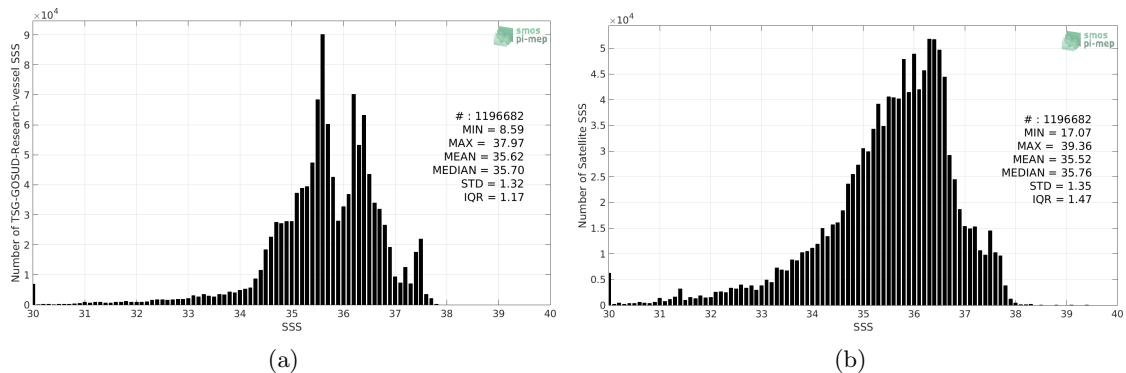 ×10⁴
9
8
7
6
5
4
3
2
1
0
30 31 32 33 34 35 36 37 38 39 40
SSS
Number of TSG-GOSUD-Research-vessel SSS
smos
pi-mep
# : 1196682
MIN = 8.59
MAX = 37.97
MEAN = 35.62
MEDIAN = 35.70
STD = 1.32
IQR = 1.17
(a)
×10⁴
5
4.5
4
3.5
3
2.5
2
1.5
1
0.5
0
30 31 32 33 34 35 36 37 38 39 40
SSS
Number of Satellite SSS
smos
pi-mep
# : 1196682
MIN = 17.07
MAX = 39.36
MEAN = 35.52
MEDIAN = 35.76
STD = 1.35
IQR = 1.47
(b)